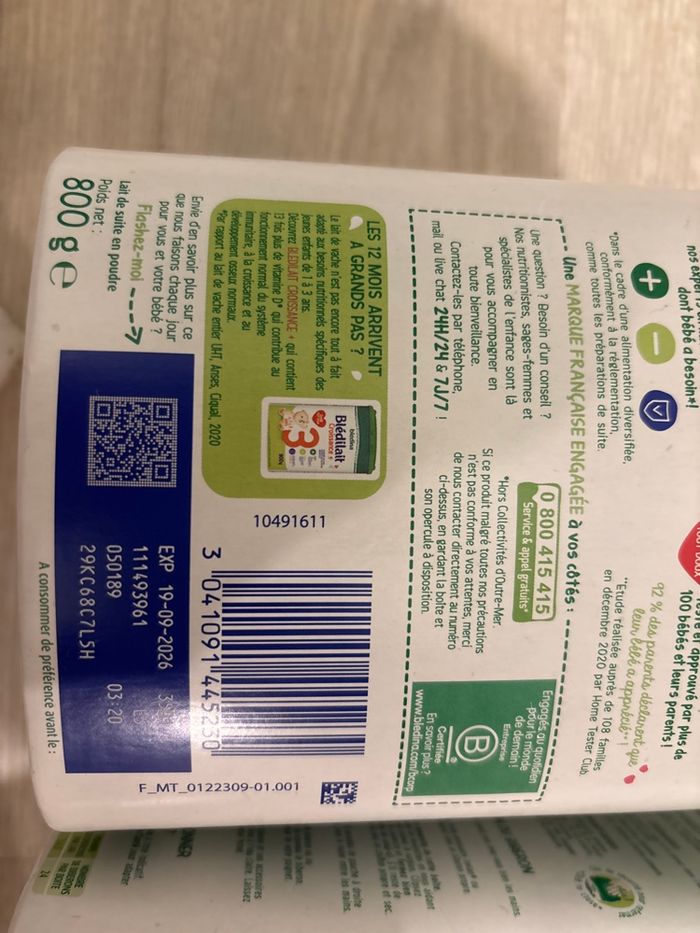 dont bébé a besoin*!
*Dans le cadre d'une alimentation diversifiée,
conformément à la réglementation,
comme toutes les préparations de suite.
100 bébés et leurs parents !
92 % des parents déclarent que
leur bébé a apprécié** !
**Etude réalisée auprès de 108 familles
en décembre 2020 par Home Tester Club.
Une MARQUE FRANÇAISE ENGAGÉE à vos côtés :
Une question ? Besoin d'un conseil ?
Nos nutritionnistes, sages-femmes et
spécialistes de l'enfance sont là
pour vous accompagner en
toute bienveillance.
Contactez-les par téléphone,
mail ou live chat 24H/24 & 7J/7 !
0 800 415 415
Service & appel gratuits*
*Hors Collectivités d'Outre-Mer.
Si ce produit malgré toutes nos précautions
n'est pas conforme à vos attentes, merci
de nous contacter directement au numéro
ci-dessus, en gardant la boîte et
son opercule à disposition.
Engagés au quotidien
pour le monde
de demain !
B
Certifiée
Entreprise
En savoir plus?
www.bledina.com/bcorp
LES 12 MOIS ARRIVENT
À GRANDS PAS ?
Le lait de vache n'est pas encore tout à fait
adapté aux besoins nutritionnels spécifiques des
jeunes enfants de 1 à 3 ans.
Découvrez BLÉDILAIT CROISSANCE + qui contient
13 fois plus de vitamine D* qui contribue au
fonctionnement normal du système
immunitaire, à la croissance et au
développement osseux normaux.
*Par rapport au lait de vache entier UHT, Anses, Ciqual, 2020
blédina
Blédilait
Croissance +
3
10491611
3 041091 445230
Envie d'en savoir plus sur ce
que nous faisons chaque jour
pour vous et votre bébé ?
Flashez-moi
Lait de suite en poudre
Poids net :
800 g e
EXP 19-09-2026
111493961
050189
03:20
29KC68C7L5H
A consommer de préférence avant le :
F_MT_0122309-01.001